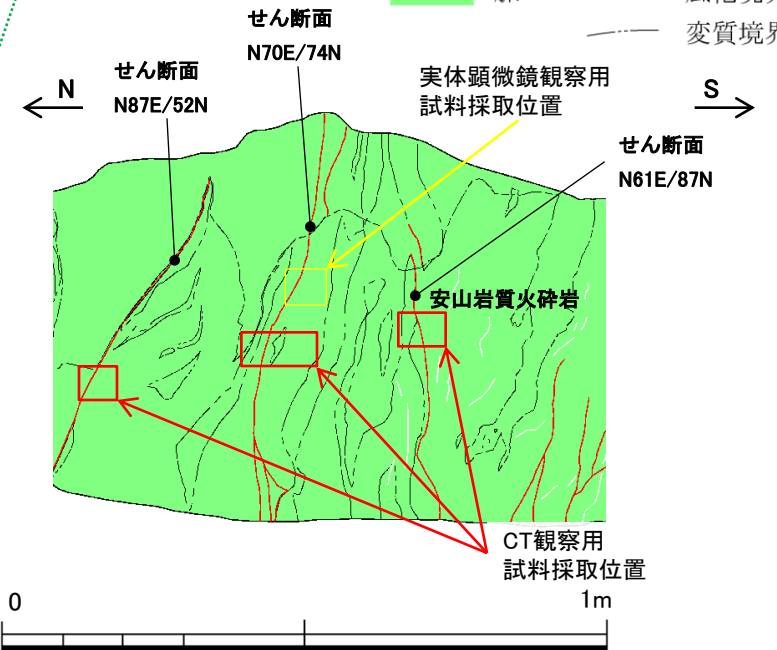 変質境界
せん断面
N70E/74N
せん断面
N87E/52N
N
実体顕微鏡観察用
試料採取位置
S
せん断面
N61E/87N
安山岩質火砕岩
CT観察用
試料採取位置
0
1m